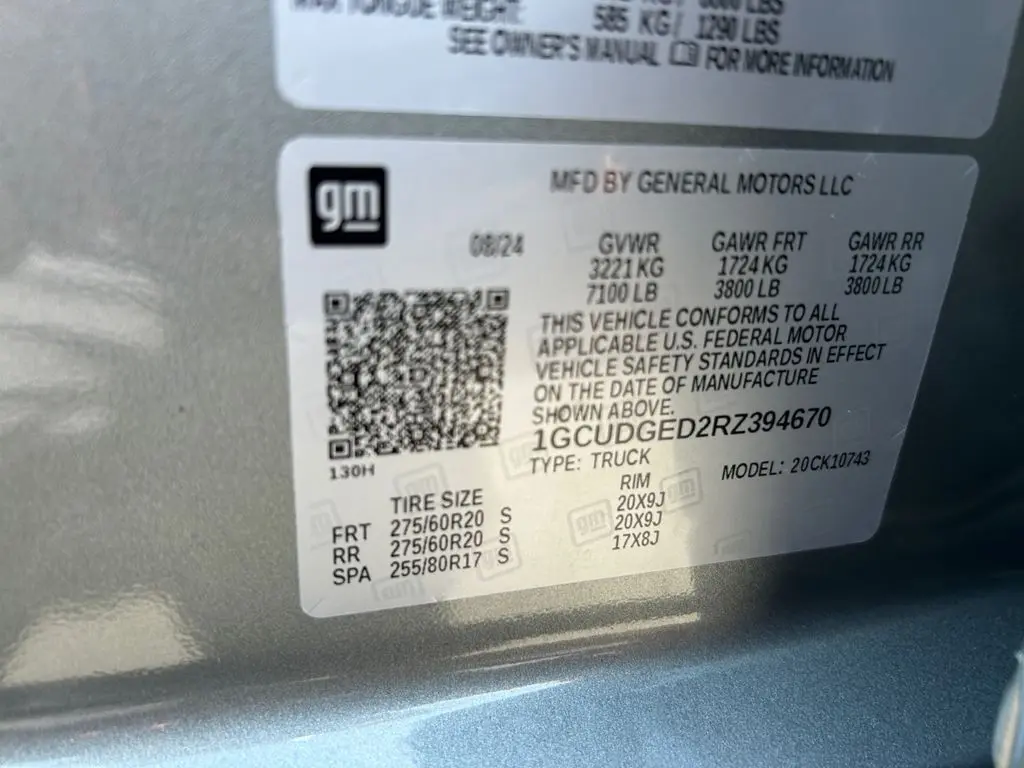 MAX TONGUE WEIGHT: 585 KG/ 1290 LBS
SEE OWNER'S MANUAL FOR MORE INFORMATION
gm
MFD BY GENERAL MOTORS LLC
08/24 GVWR GAWR FRT GAWR RR
3221 KG 1724 KG 1724 KG
7100 LB 3800 LB 3800 LB
THIS VEHICLE CONFORMS TO ALL
APPLICABLE U.S. FEDERAL MOTOR
VEHICLE SAFETY STANDARDS IN EFFECT
ON THE DATE OF MANUFACTURE
SHOWN ABOVE.
1GCUDGED2RZ394670
130H
TYPE: TRUCK MODEL: 20CK10743
TIRE SIZE RIM
FRT 275/60R20 S 20X9J
RR 275/60R20 S 20X9J
SPA 255/80R17 S 17X8J